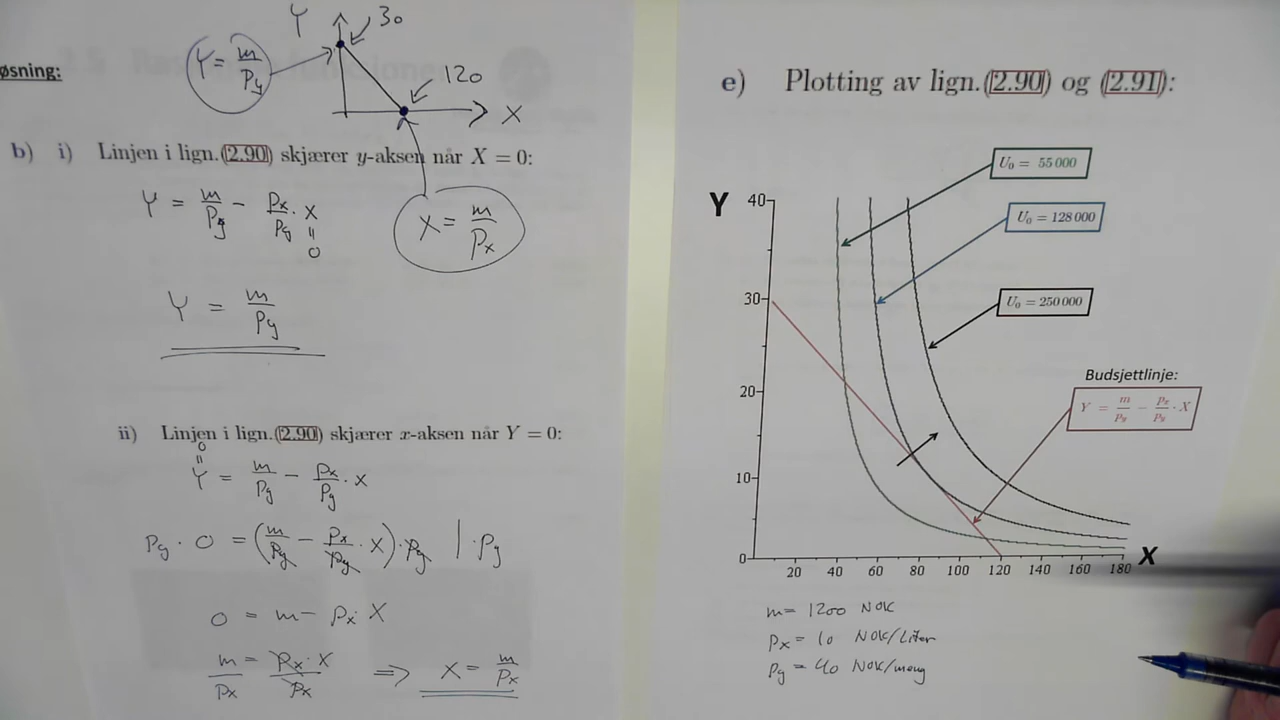 Y
30
Y = m/Py
120
X
øsning:
b) i) Linjen i lign.(2.90) skjærer y-aksen når X = 0:
Y = m/Py − Px/Py · X
=
0
X = m/Px
Y = m/Py
ii) Linjen i lign.(2.90) skjærer x-aksen når Y = 0:
0
=
Y = m/Py − Px/Py · X
Py · 0 = (m/Py − Px/Py · X) · Py | · Py
0 = m − Px · X
m/Px = Px · X/Px ⇒ X = m/Px
e) Plotting av lign.(2.90) og (2.91):
U₀ = 55 000
U₀ = 128 000
U₀ = 250 000
Budsjettlinje:
Y = m/py − px/py · X
Y
40
30
20
10
0
20 40 60 80 100 120 140 160 180
X
m = 1200 NOK
Px = 10 NOK/liter
Py = 40 NOK/